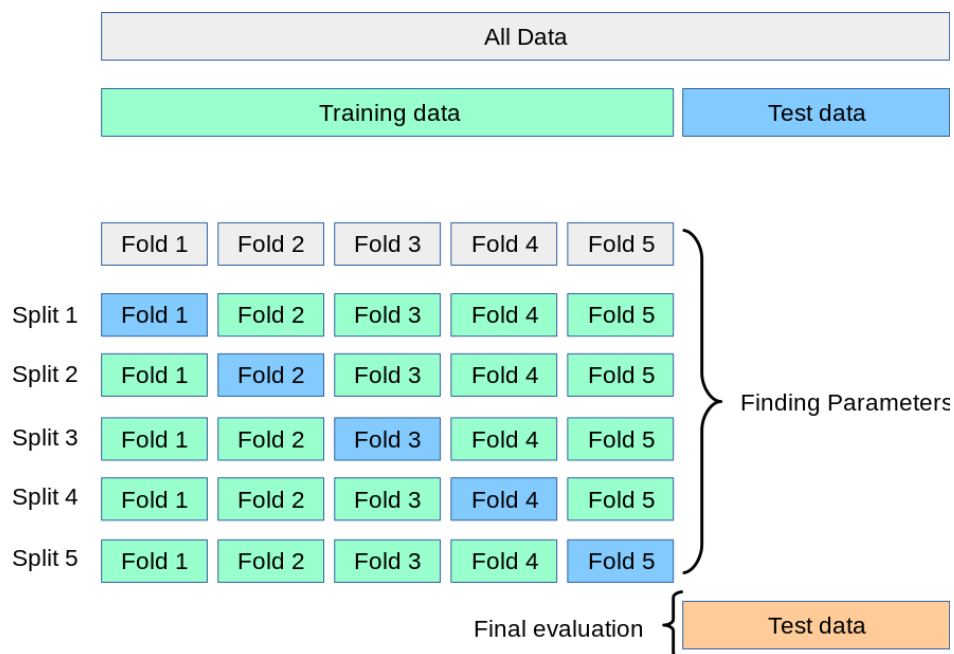 All Data
Training data Test data
Fold 1 Fold 2 Fold 3 Fold 4 Fold 5
Split 1 Fold 1 Fold 2 Fold 3 Fold 4 Fold 5
Split 2 Fold 1 Fold 2 Fold 3 Fold 4 Fold 5
Finding Parameters
Split 3 Fold 1 Fold 2 Fold 3 Fold 4 Fold 5
Split 4 Fold 1 Fold 2 Fold 3 Fold 4 Fold 5
Split 5 Fold 1 Fold 2 Fold 3 Fold 4 Fold 5
Final evaluation Test data